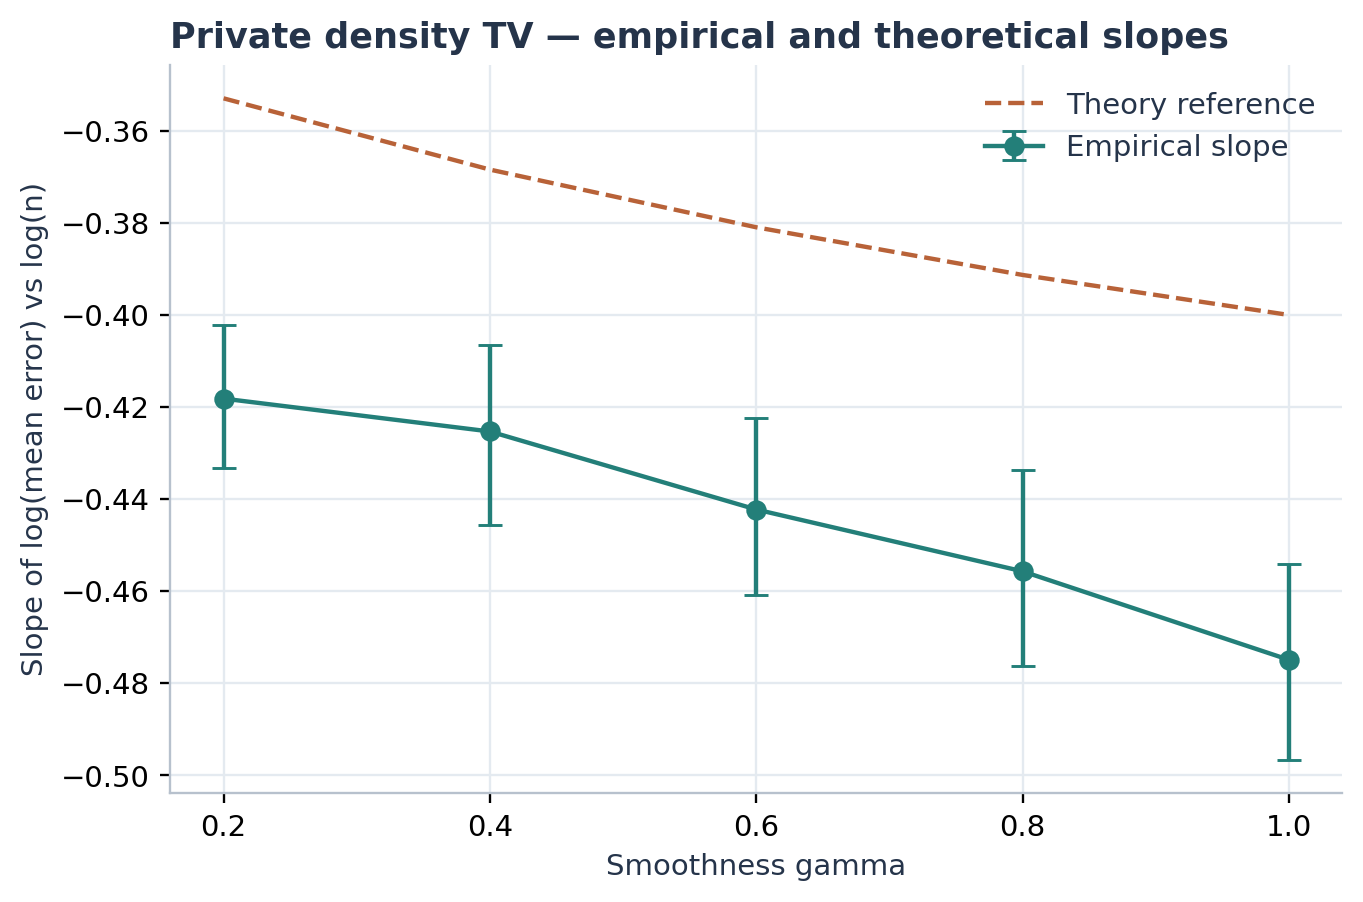 Private density TV — empirical and theoretical slopes
Theory reference
Empirical slope
Slope of log(mean error) vs log(n)
−0.36
−0.38
−0.40
−0.42
−0.44
−0.46
−0.48
−0.50
0.2 0.4 0.6 0.8 1.0
Smoothness gamma